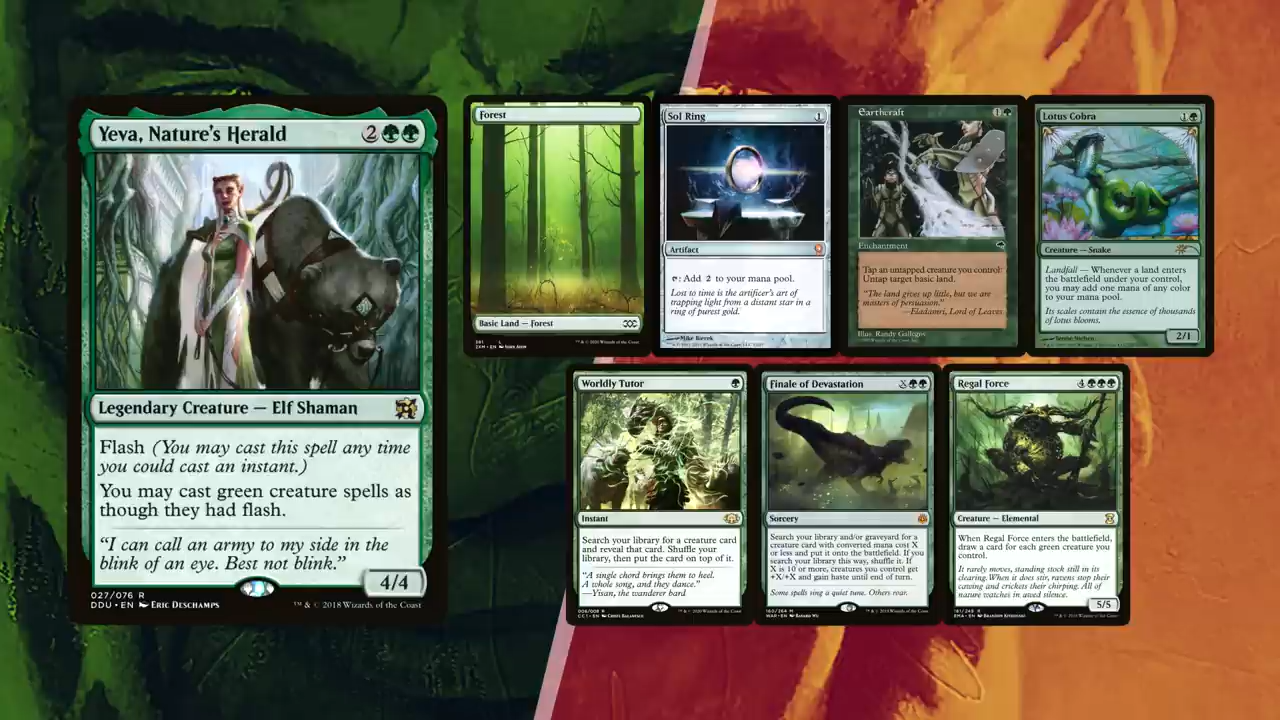 Yeva, Nature's Herald 2
Legendary Creature — Elf Shaman
Flash (You may cast this spell any time
you could cast an instant.)
You may cast green creature spells as
though they had flash.
“I can call an army to my side in the
blink of an eye. Best not blink.”
4/4
027/076 R
DDU • EN Eric Deschamps
™ & © 2018 Wizards of the Coast
Forest
Basic Land — Forest
Sol Ring 1
Artifact
: Add 2 to your mana pool.
Lost to time is the artificer's art of
trapping light from a distant star in a
ring of purest gold.
Earthcraft 1
Enchantment
Tap an untapped creature you control:
Untap target basic land.
“The land gives up little, but we are
masters of persuasion.”
—Eladamri, Lord of Leaves
Illus. Randy Gallegos
Lotus Cobra 1
Creature — Snake
Landfall — Whenever a land enters
the battlefield under your control,
you may add one mana of any color
to your mana pool.
Its scales contain the essence of thousands
of lotus blooms.
2/1
Worldly Tutor
Instant
Search your library for a creature card
and reveal that card. Shuffle your
library, then put the card on top of it.
“A single chord brings them to heel.
A whole song, and they dance.”
—Yisan, the wanderer bard
Finale of Devastation X
Sorcery
Search your library and/or graveyard for a
creature card with converted mana cost X
or less and put it onto the battlefield. If you
search your library this way, shuffle it. If
X is 10 or more, creatures you control get
+X/+X and gain haste until end of turn.
Some spells sing a quiet tune. Others roar.
Regal Force 4
Creature — Elemental
When Regal Force enters the battlefield,
draw a card for each green creature you
control.
It rarely moves, standing stock still in its
clearing. When it does stir, ravens stop their
cawing and crickets their chirping. All of
nature watches in awed silence.
5/5